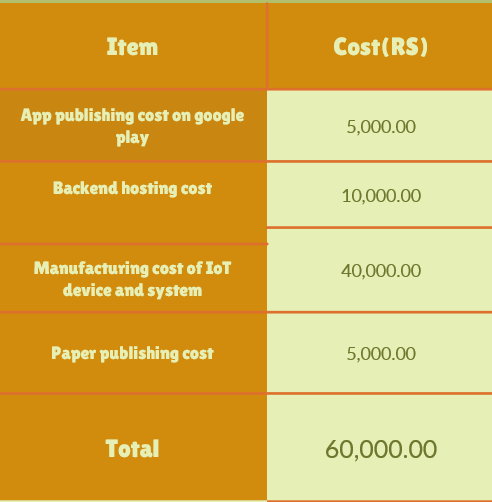 Item
Cost(RS)
App publishing cost on google
play
5,000.00
Backend hosting cost
10,000.00
Manufacturing cost of IoT
device and system
40,000.00
Paper publishing cost
5,000.00
Total
60,000.00